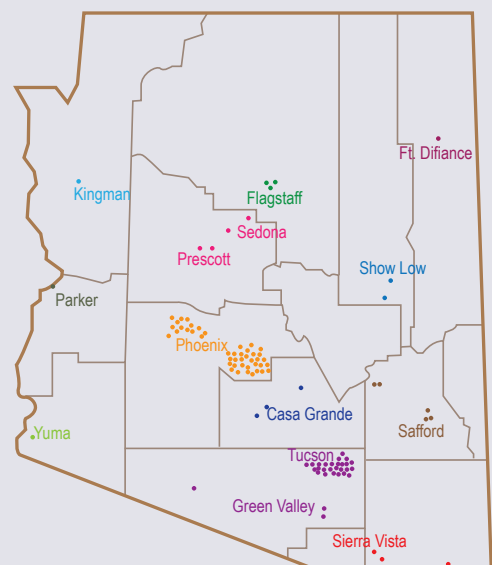 Ft. Difiance
Kingman
Flagstaff
Sedona
Prescott
Show Low
Parker
Phoenix
Casa Grande
Safford
Yuma
Tucson
Green Valley
Sierra Vista